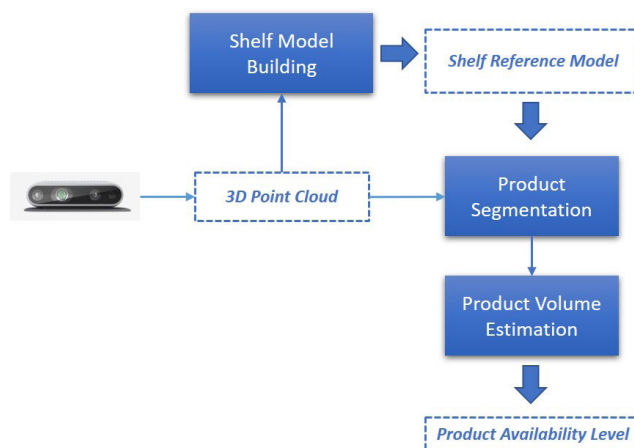 Shelf Model
Building
Shelf Reference Model
3D Point Cloud
Product
Segmentation
Product Volume
Estimation
Product Availability Level